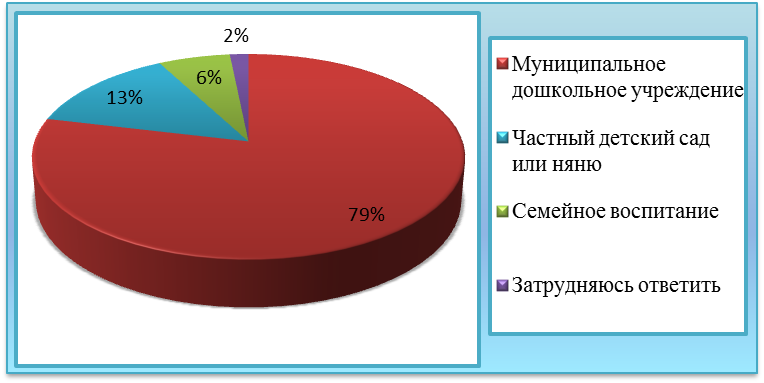 2%
6%
13%
79%
Муниципальное
дошкольное учреждение
Частный детский сад
или няню
Семейное воспитание
Затрудняюсь ответить